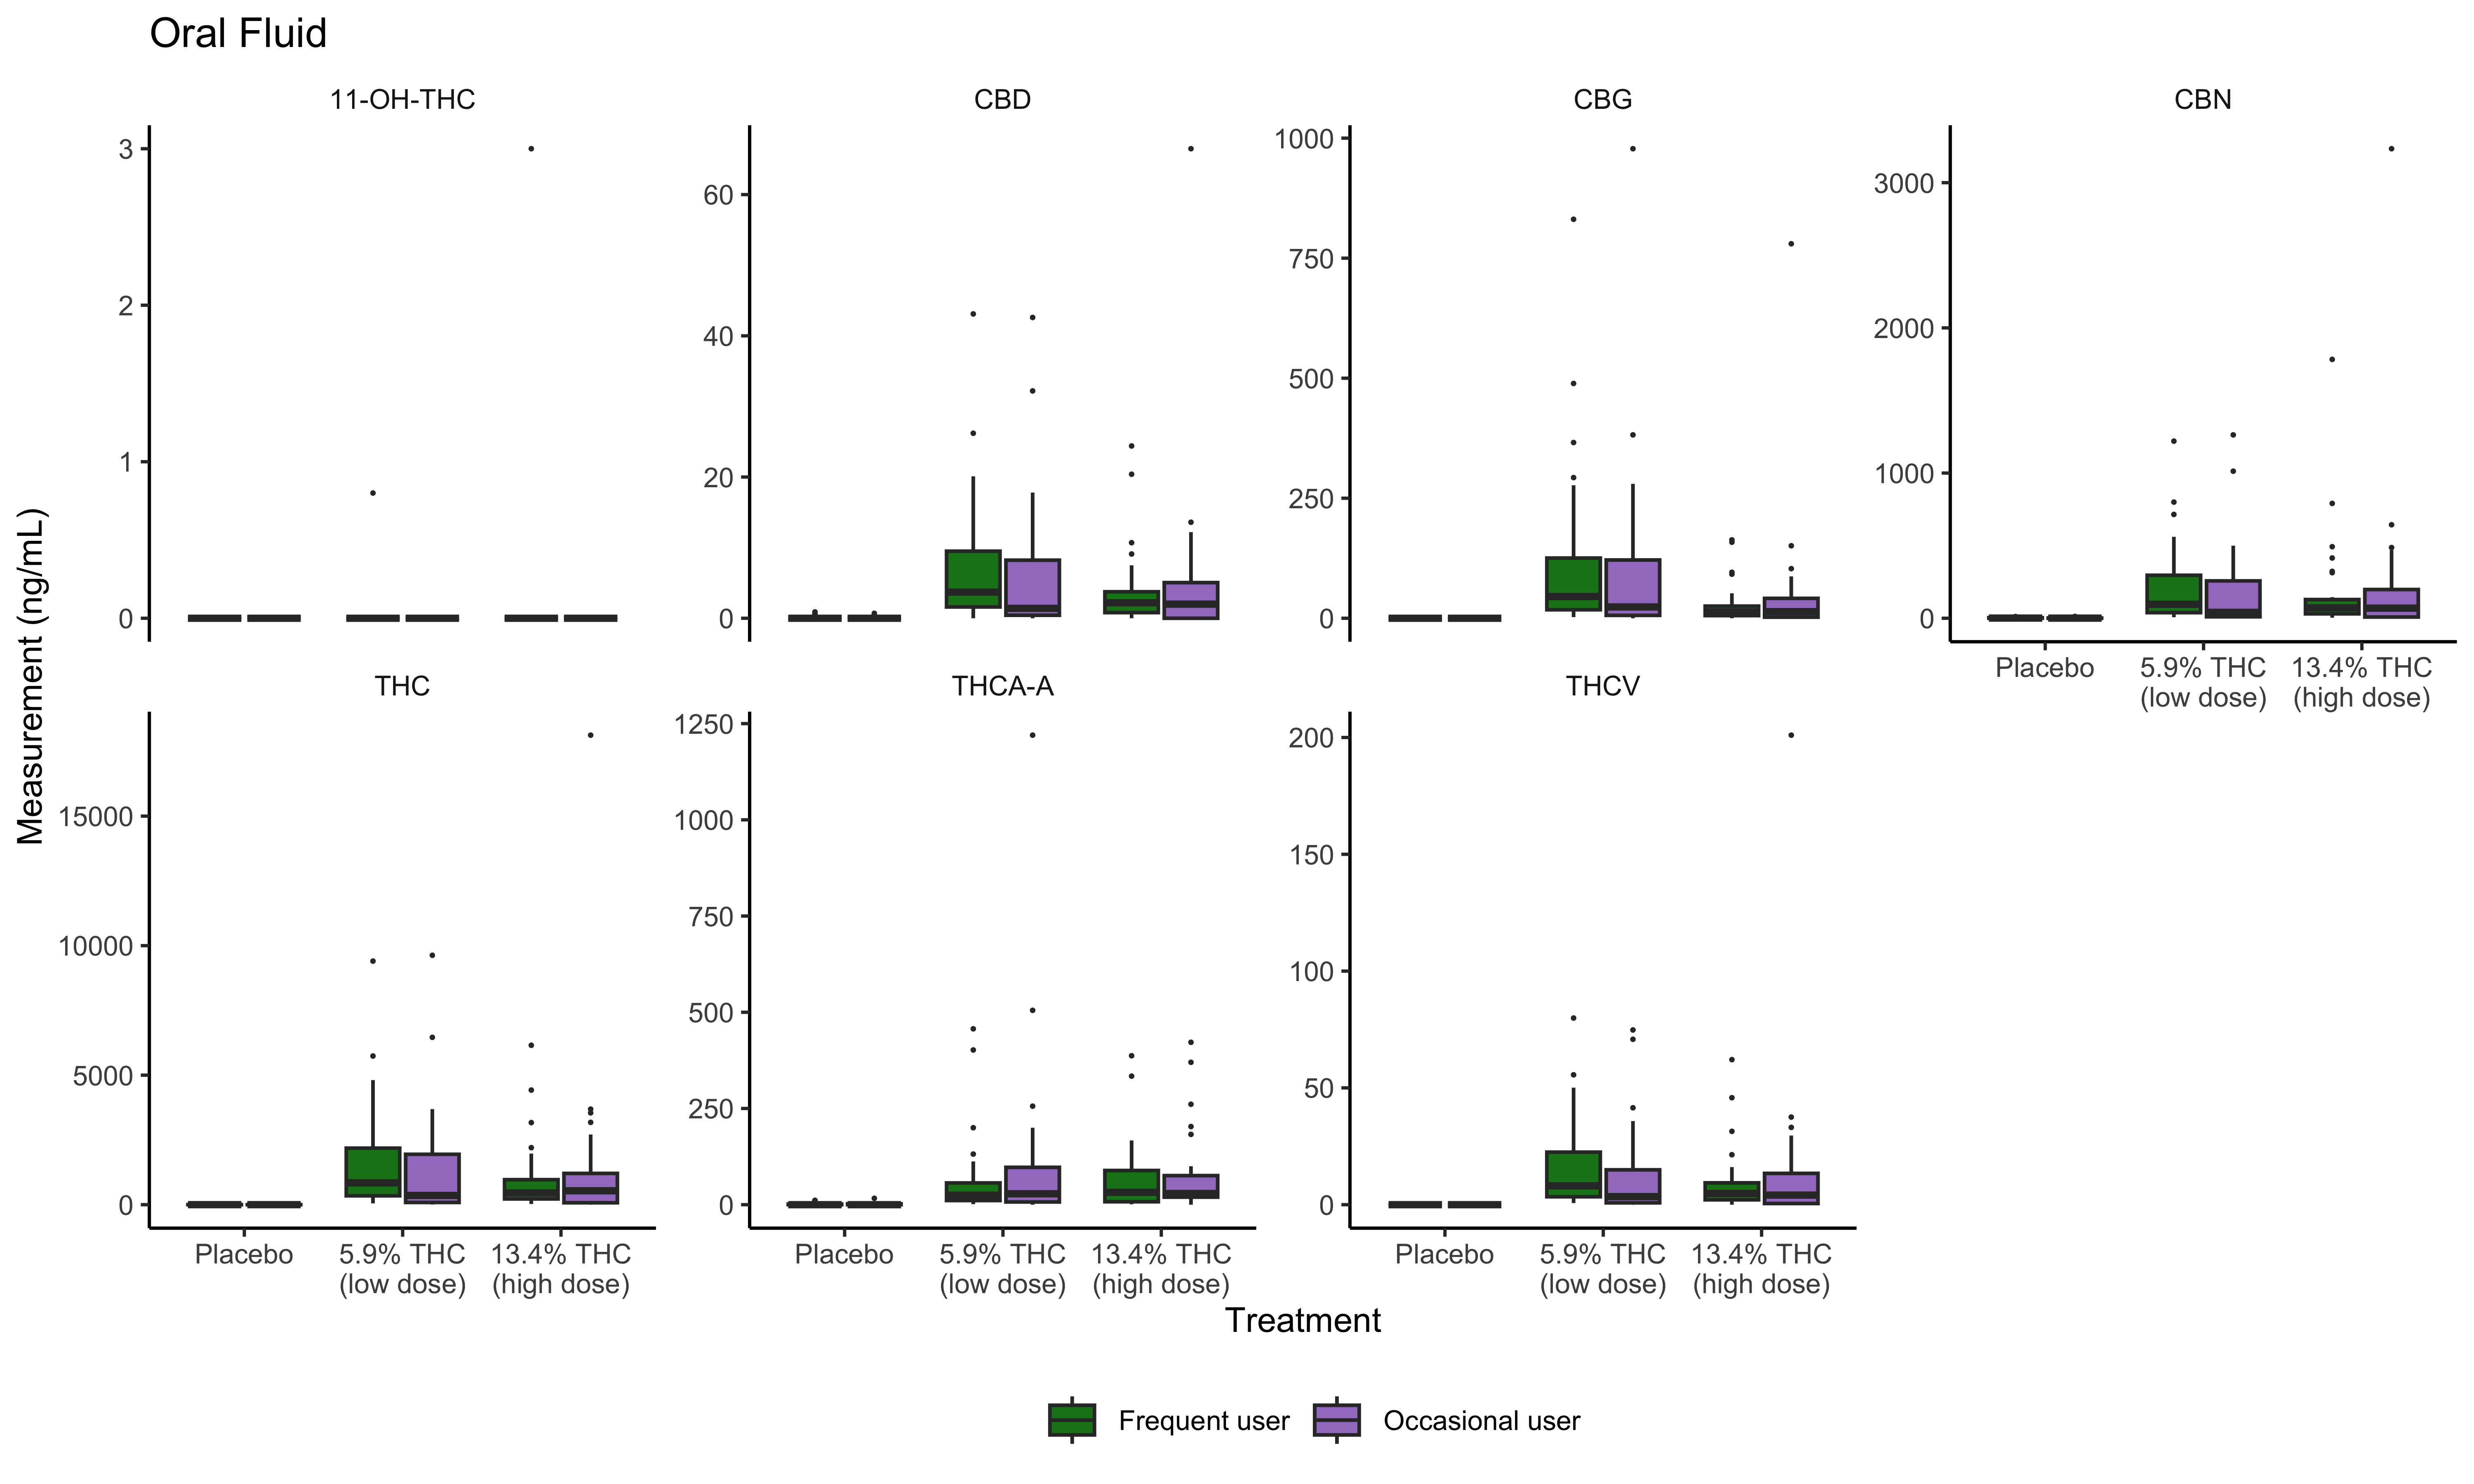 Oral Fluid
11-OH-THC
CBD
CBG
CBN
3
2
1
0
60
40
20
0
1000
750
500
250
0
3000
2000
1000
0
Placebo
5.9% THC
(low dose)
13.4% THC
(high dose)
Measurement (ng/mL)
THC
THCA-A
THCV
15000
10000
5000
0
1250
1000
750
500
250
0
200
150
100
50
0
Placebo
5.9% THC
(low dose)
13.4% THC
(high dose)
Placebo
5.9% THC
(low dose)
13.4% THC
(high dose)
Placebo
5.9% THC
(low dose)
13.4% THC
(high dose)
Treatment
Frequent user
Occasional user